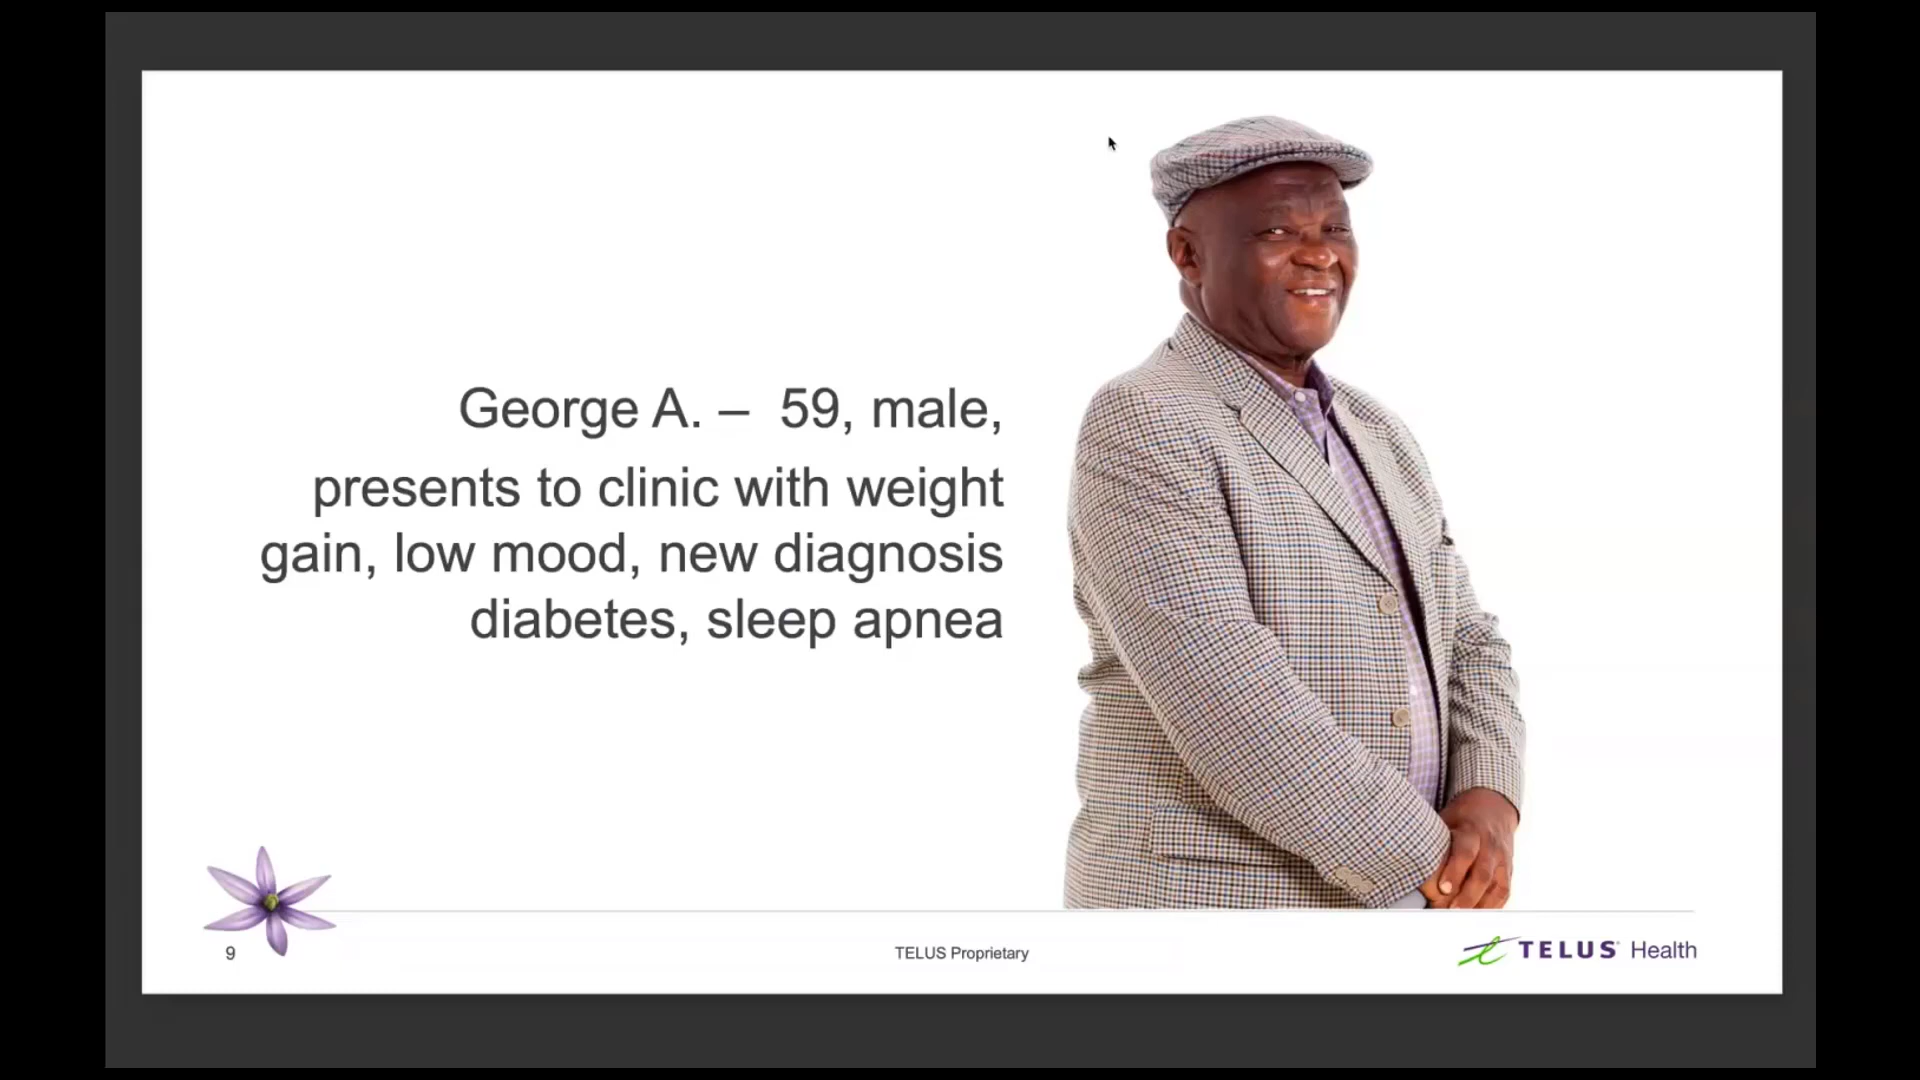 George A. – 59, male,
presents to clinic with weight
gain, low mood, new diagnosis
diabetes, sleep apnea
9
TELUS Proprietary
TELUS® Health